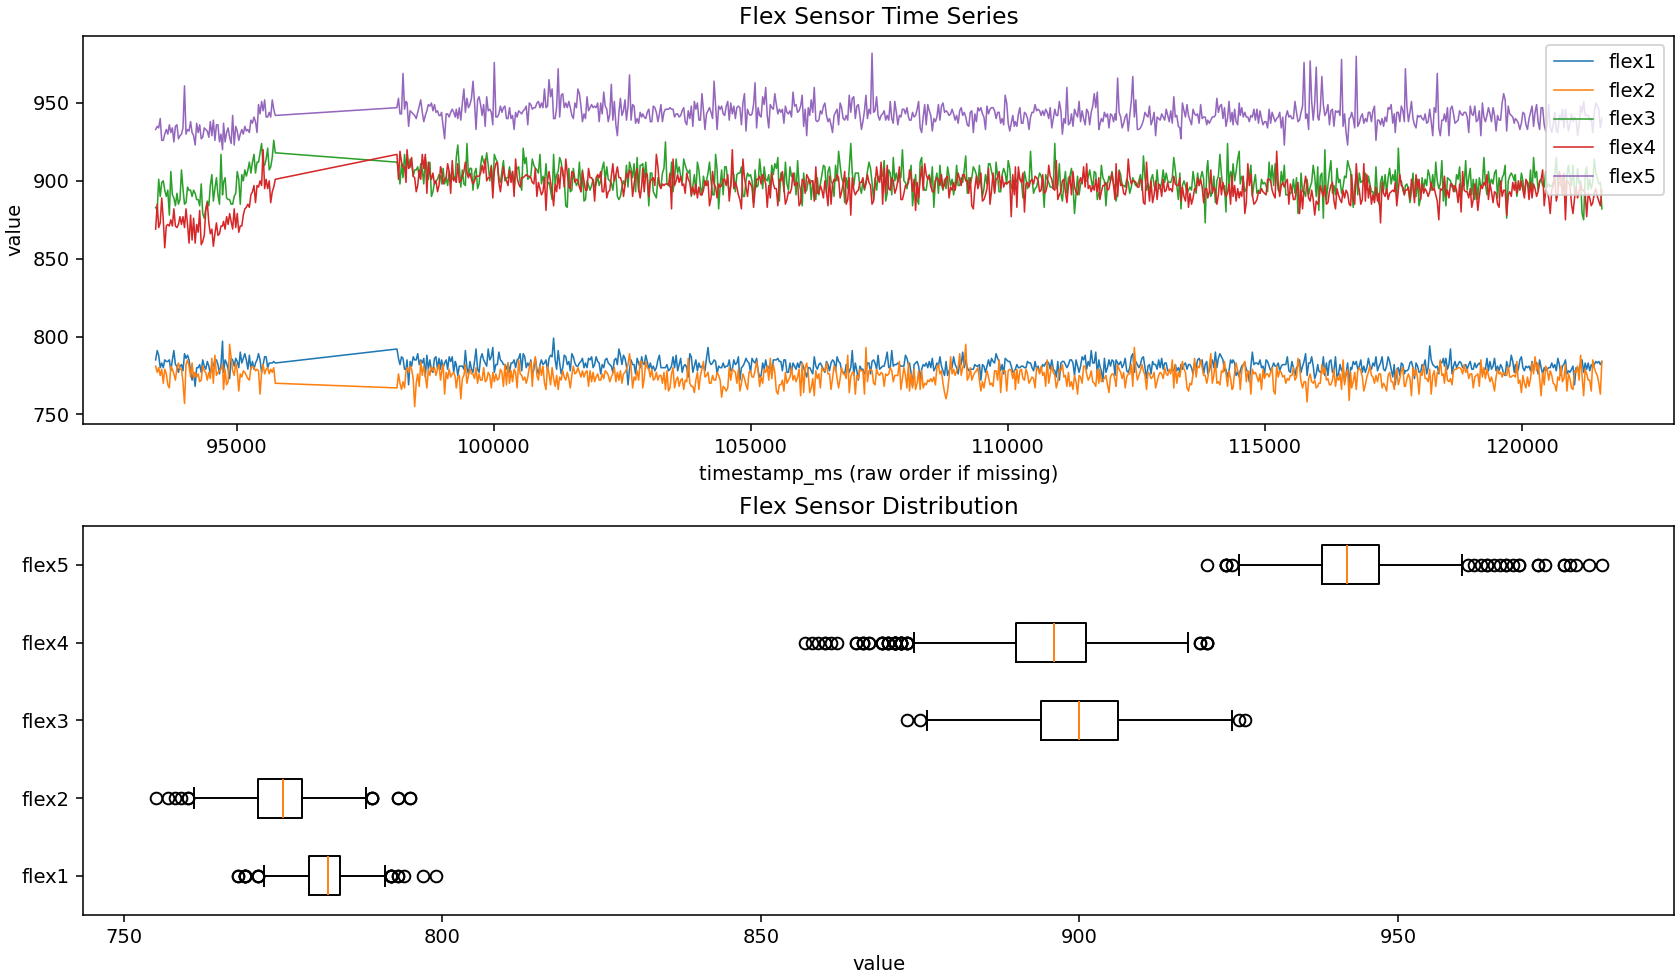 Flex Sensor Time Series
flex1
flex2
flex3
flex4
flex5
950
900
850
800
750
value
95000 100000 105000 110000 115000 120000
timestamp_ms (raw order if missing)
Flex Sensor Distribution
flex5
flex4
flex3
flex2
flex1
750 800 850 900 950
value